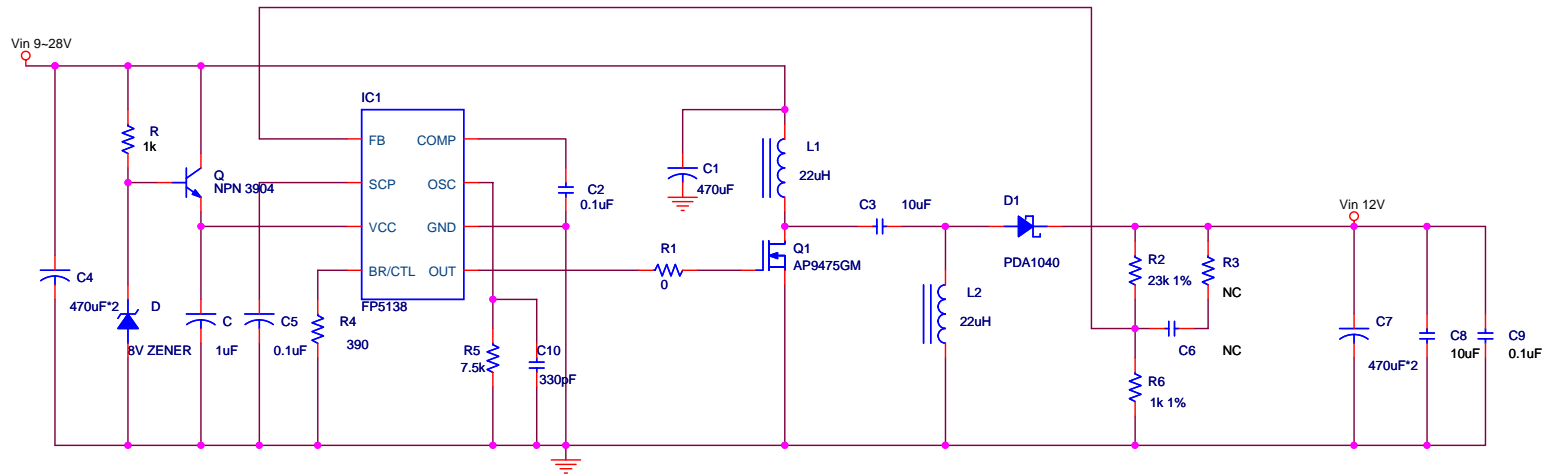 Vin 9~28V
IC1
R
1k
FB
COMP
L1
22uH
Q
NPN 3904
SCP
OSC
C2
0.1uF
C1
470uF
C3
10uF
D1
PDA1040
Vin 12V
VCC
GND
R1
0
Q1
AP9475GM
BR/CTL
OUT
FP5138
C4
470uF*2
D
8V ZENER
C
1uF
C5
0.1uF
R4
390
R5
7.5k
C10
330pF
L2
22uH
R2
23k 1%
R3
NC
C6
NC
R6
1k 1%
C7
470uF*2
C8
10uF
C9
0.1uF